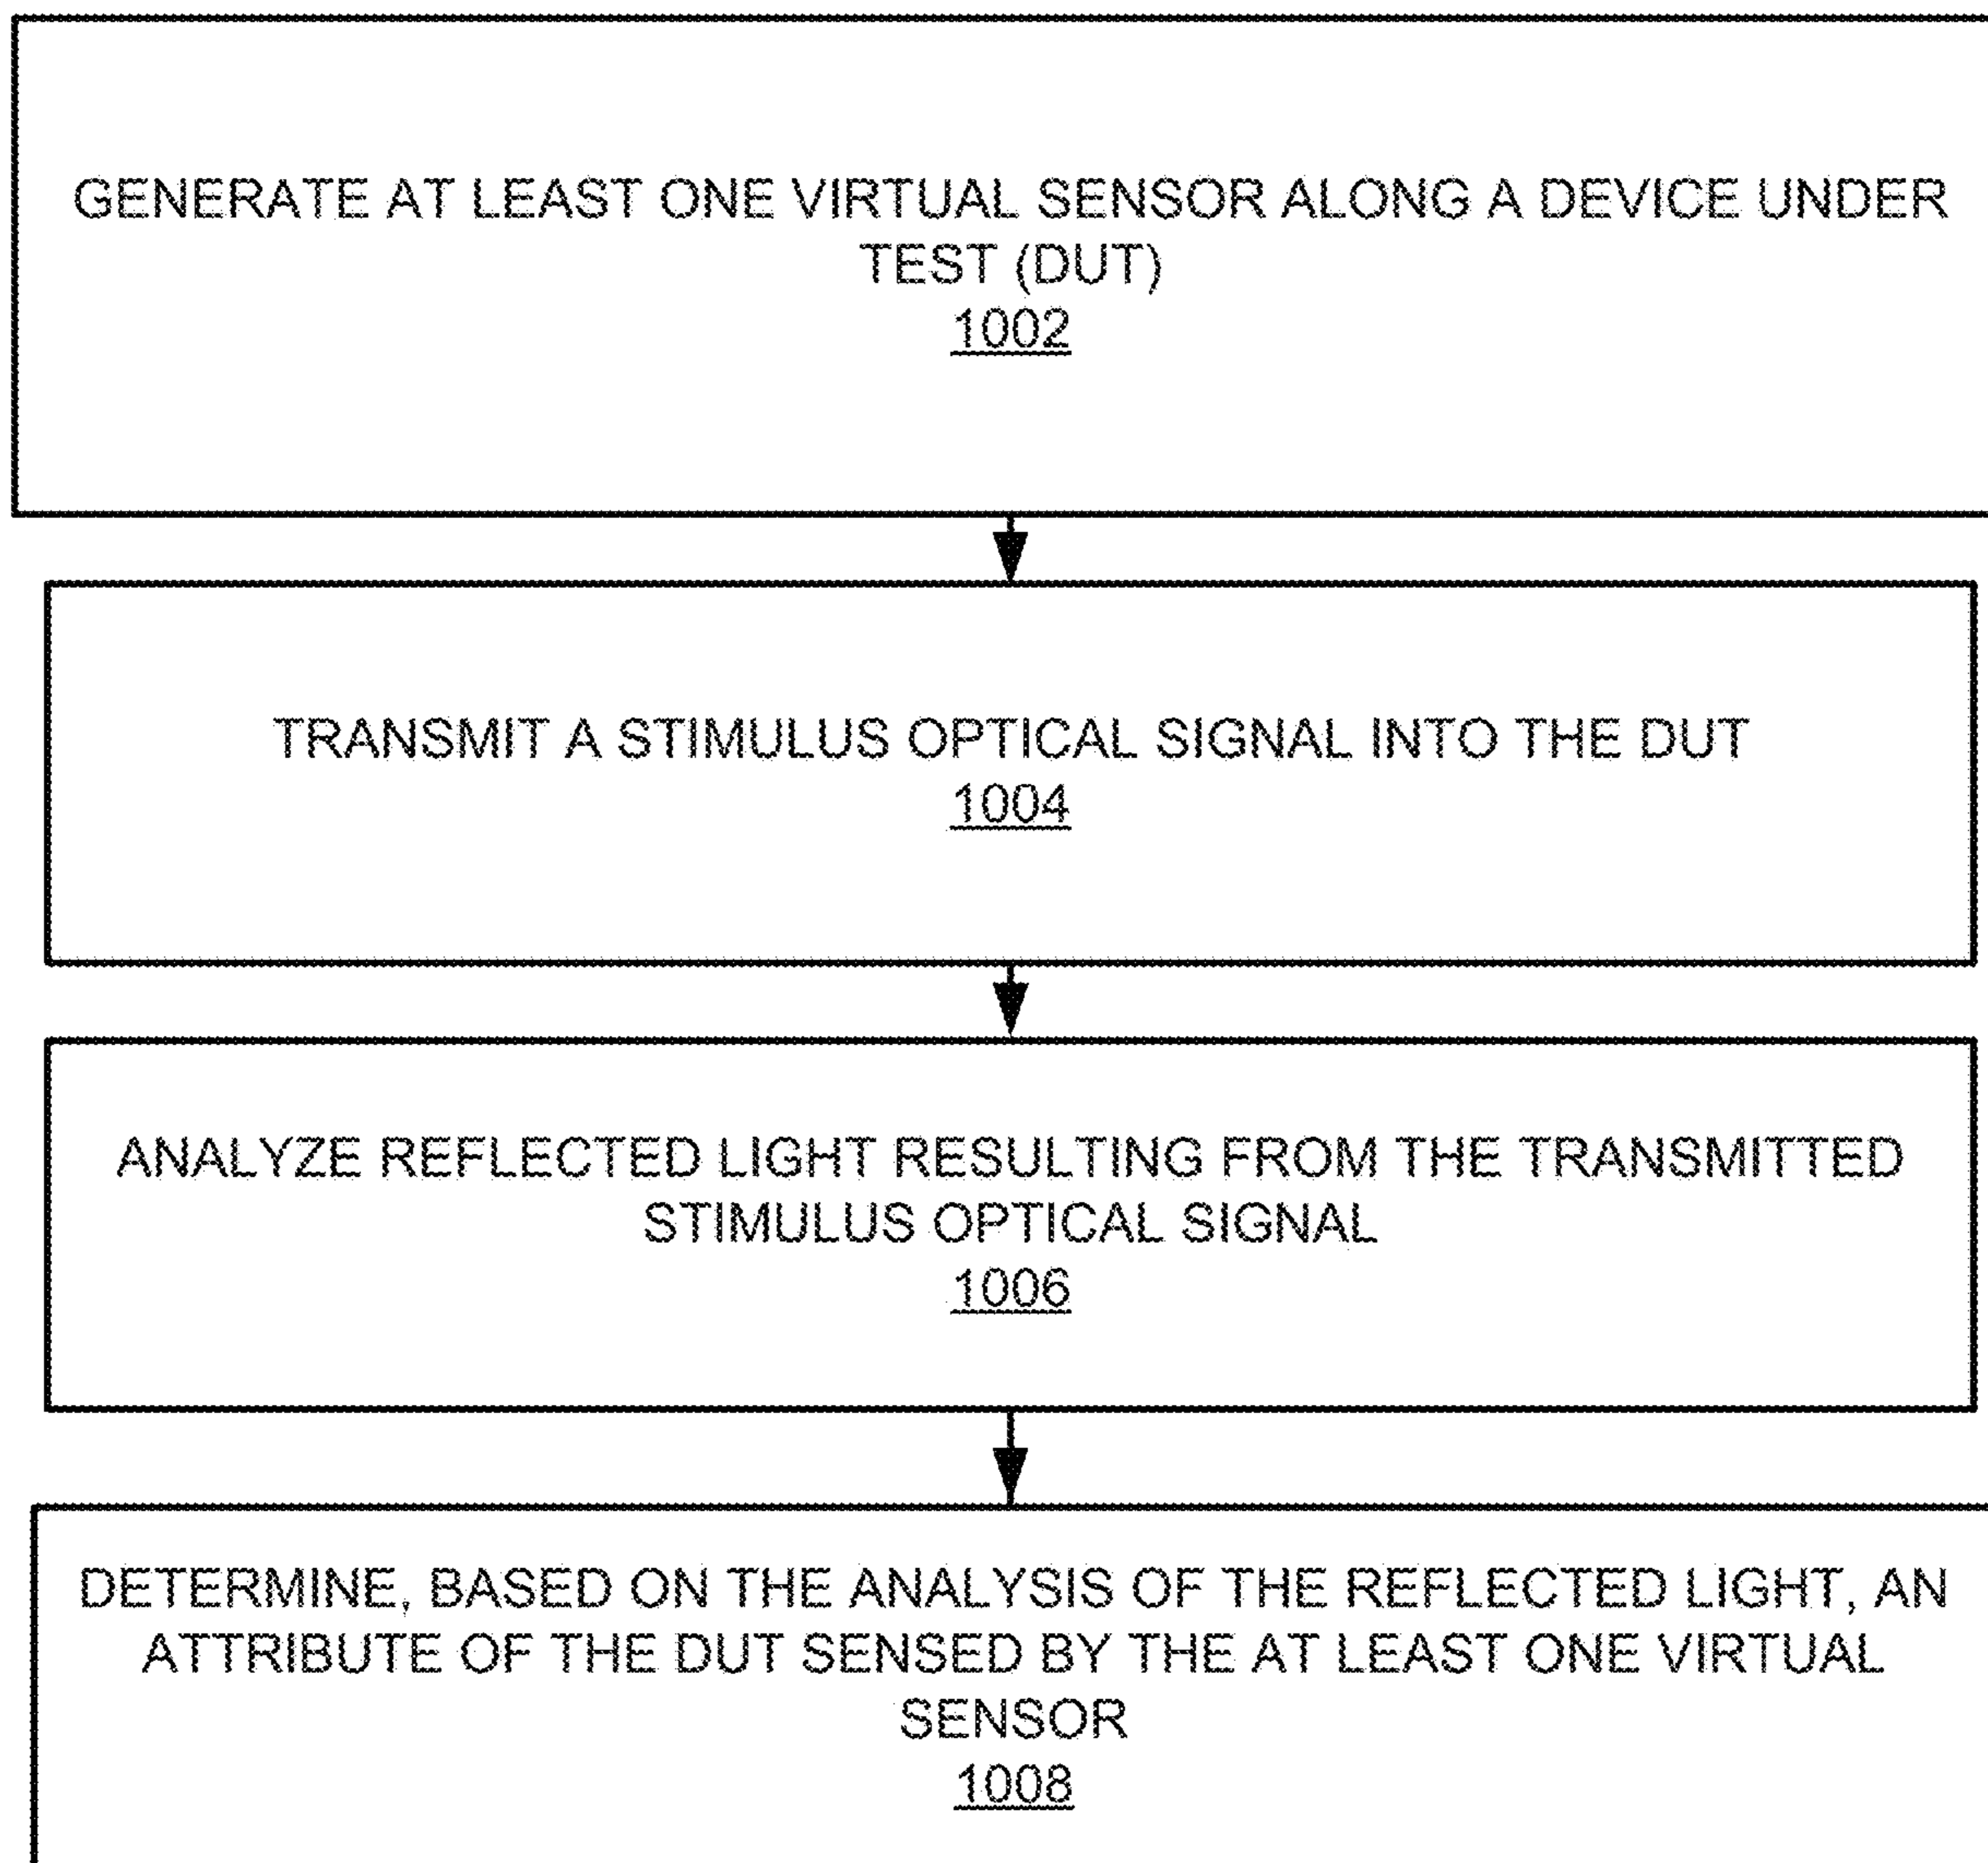 GENERATE AT LEAST ONE VIRTUAL SENSOR ALONG A DEVICE UNDER
TEST (DUT)
1002
TRANSMIT A STIMULUS OPTICAL SIGNAL INTO THE DUT
1004
ANALYZE REFLECTED LIGHT RESULTING FROM THE TRANSMITTED
STIMULUS OPTICAL SIGNAL
1006
DETERMINE, BASED ON THE ANALYSIS OF THE REFLECTED LIGHT, AN
ATTRIBUTE OF THE DUT SENSED BY THE AT LEAST ONE VIRTUAL
SENSOR
1008